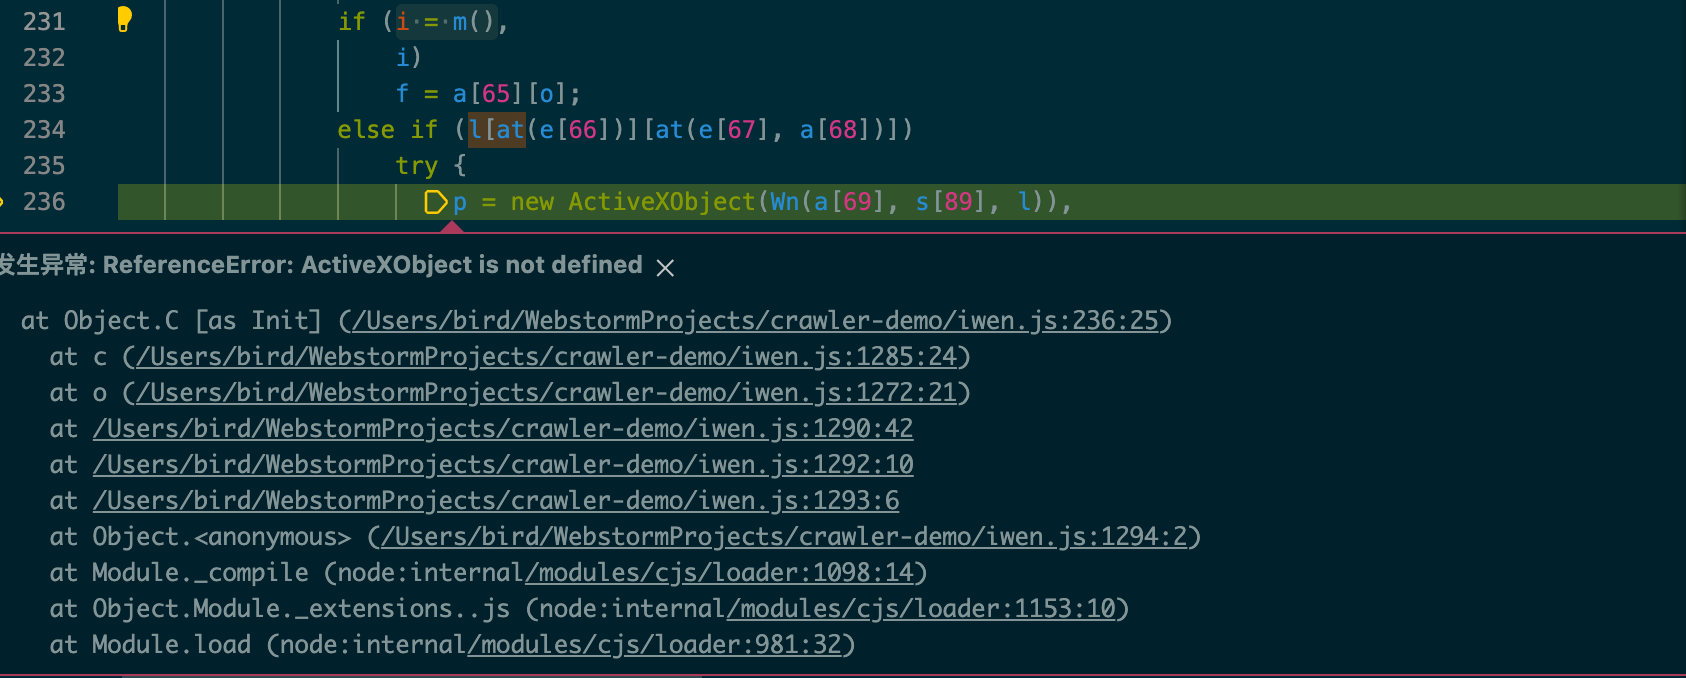 231 if (i = m(),
232 i)
233 f = a[65][o];
234 else if (l[at(e[66])][at(e[67], a[68])])
235 try {
236 p = new ActiveXObject(Wn(a[69], s[89], l)),
发生异常: ReferenceError: ActiveXObject is not defined
at Object.C [as Init] (/Users/bird/WebstormProjects/crawler-demo/iwen.js:236:25)
at c (/Users/bird/WebstormProjects/crawler-demo/iwen.js:1285:24)
at o (/Users/bird/WebstormProjects/crawler-demo/iwen.js:1272:21)
at /Users/bird/WebstormProjects/crawler-demo/iwen.js:1290:42
at /Users/bird/WebstormProjects/crawler-demo/iwen.js:1292:10
at /Users/bird/WebstormProjects/crawler-demo/iwen.js:1293:6
at Object.<anonymous> (/Users/bird/WebstormProjects/crawler-demo/iwen.js:1294:2)
at Module._compile (node:internal/modules/cjs/loader:1098:14)
at Object.Module._extensions..js (node:internal/modules/cjs/loader:1153:10)
at Module.load (node:internal/modules/cjs/loader:981:32)